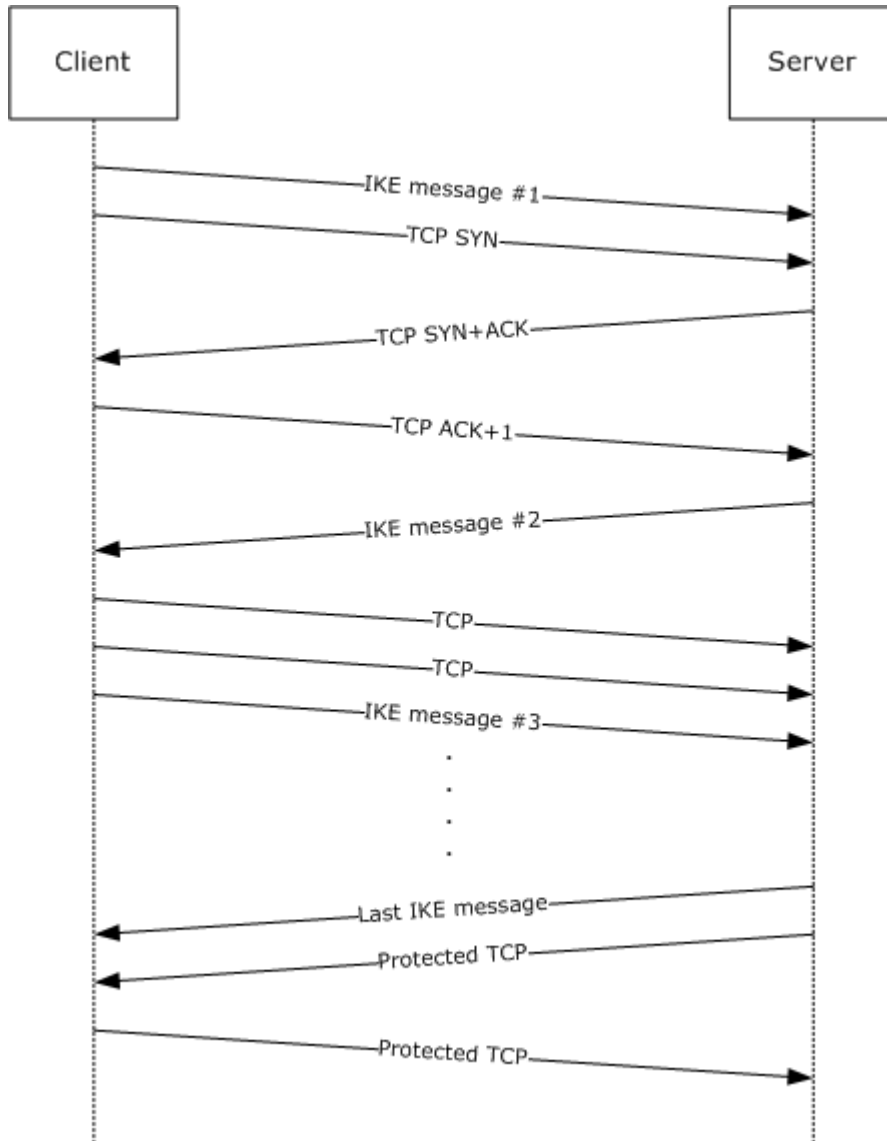 Client
Server
IKE message #1
TCP SYN
TCP SYN+ACK
TCP ACK+1
IKE message #2
TCP
TCP
IKE message #3
Last IKE message
Protected TCP
Protected TCP